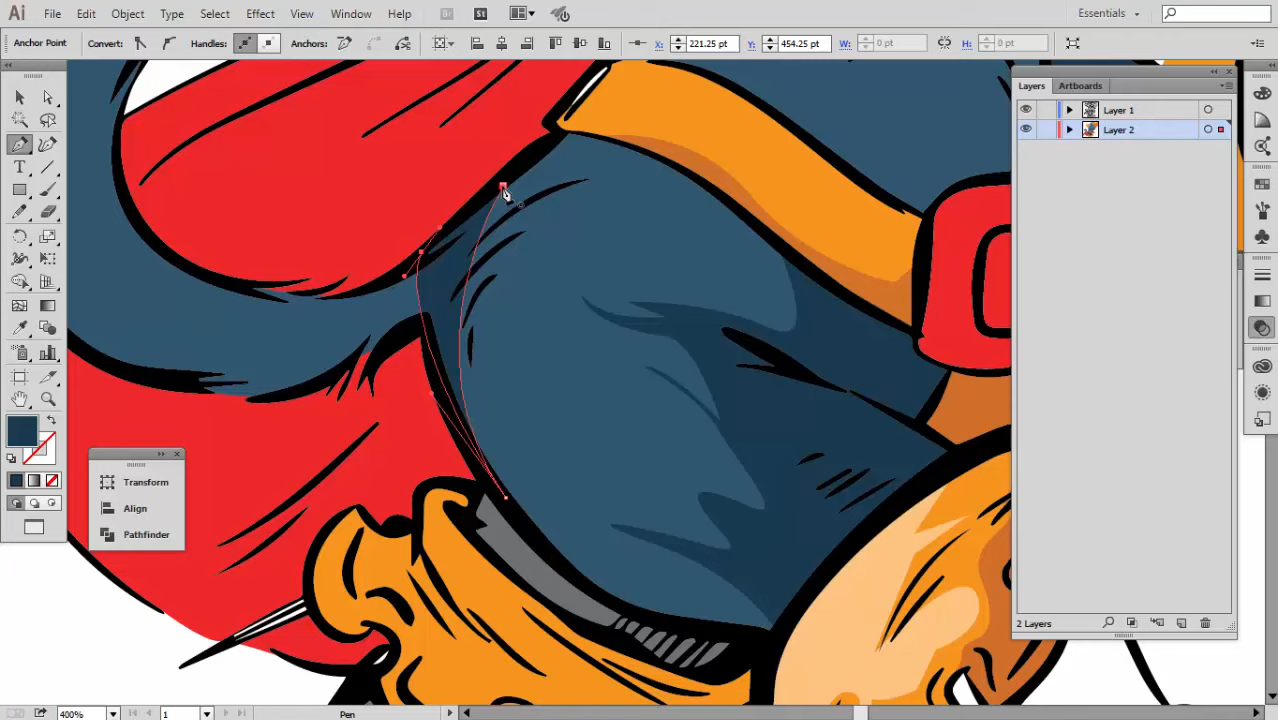 Ai File Edit Object Type Select Effect View Window Help Br St Essentials
Anchor Point Convert: Handles: Anchors: X: 221.25 pt Y: 454.25 pt W: 0 pt H: 0 pt
Layers Artboards
Layer 1
Layer 2
T
Transform
Align
Pathfinder
2 Layers
400% 1 Pen